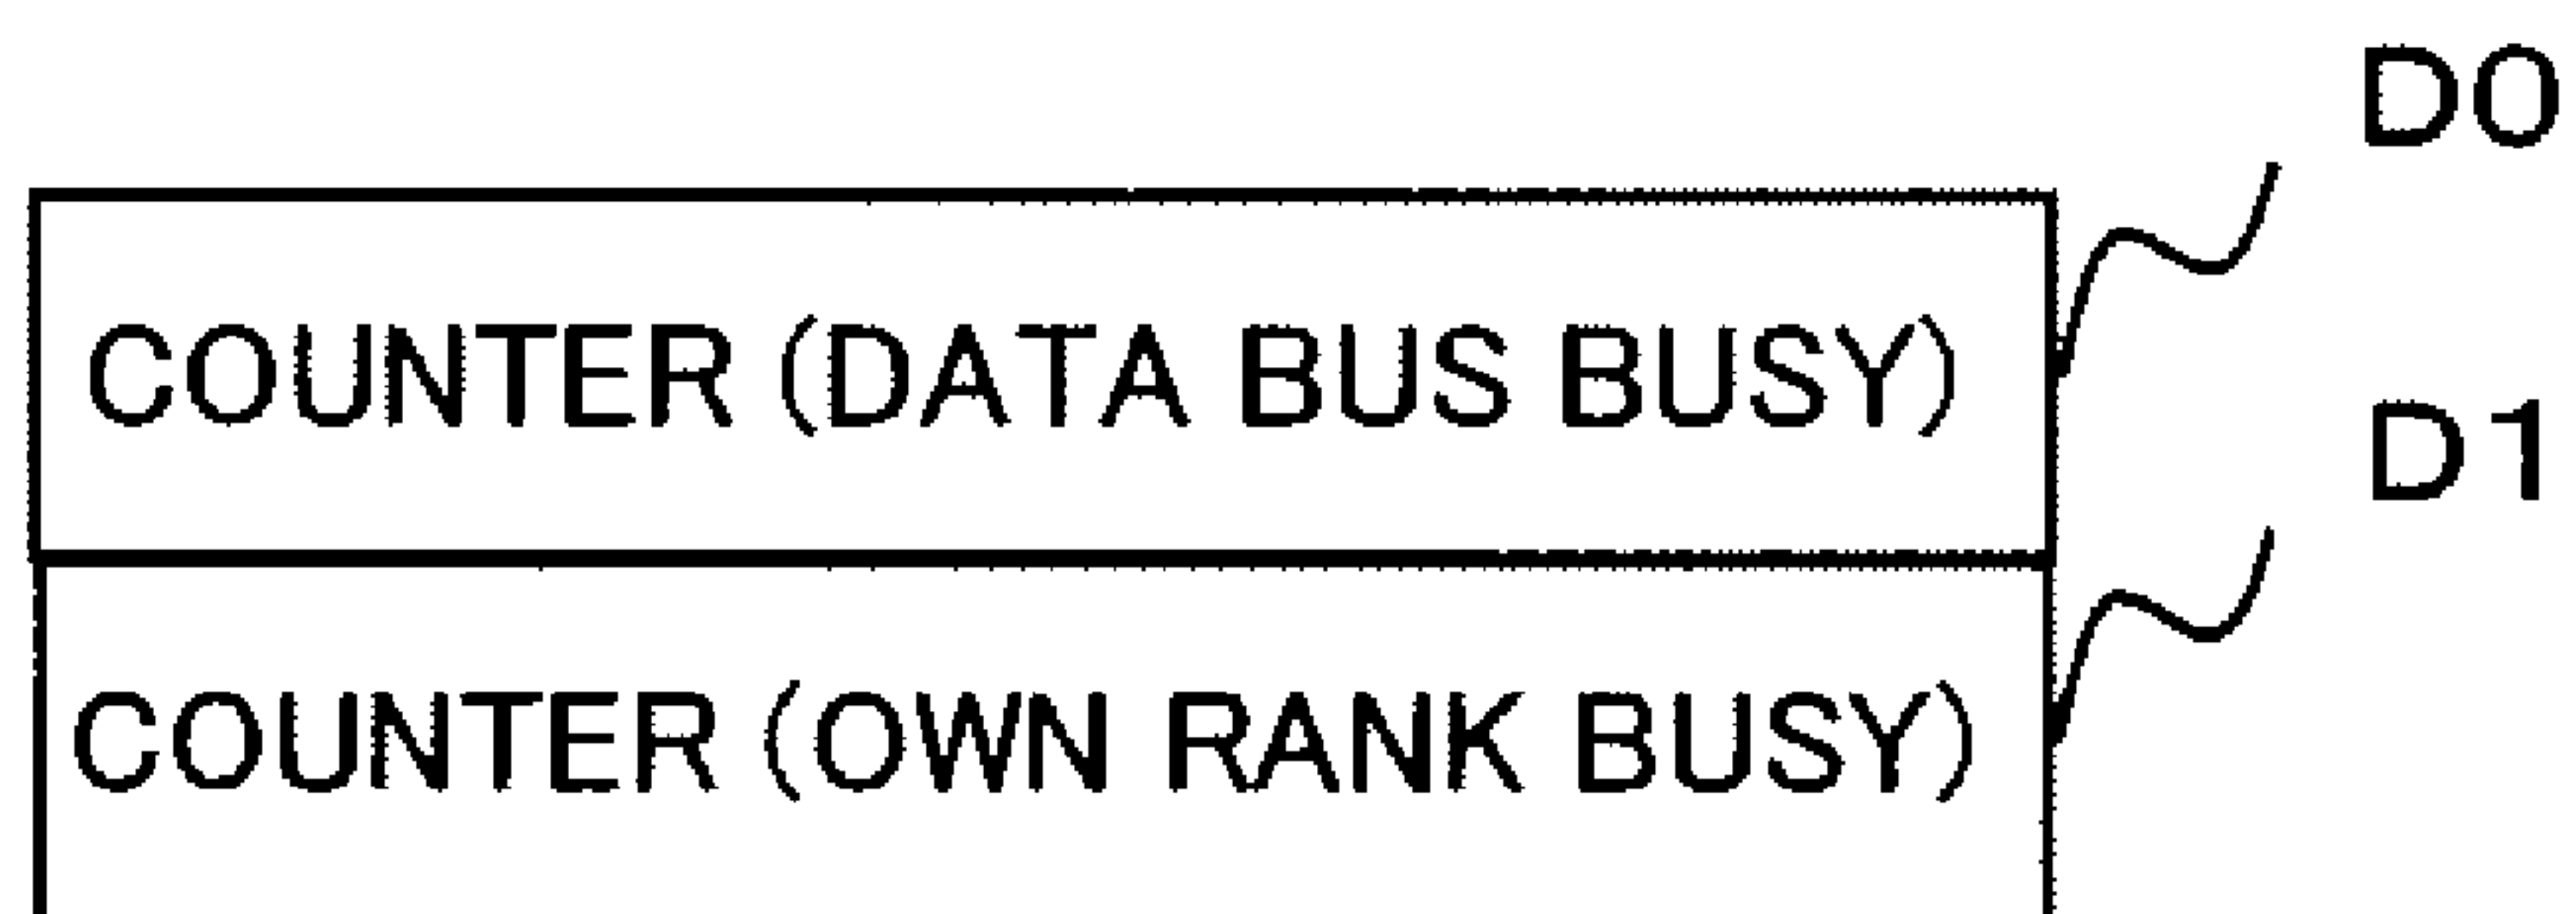 D0
COUNTER (DATA BUS BUSY)
D1
COUNTER (OWN RANK BUSY)